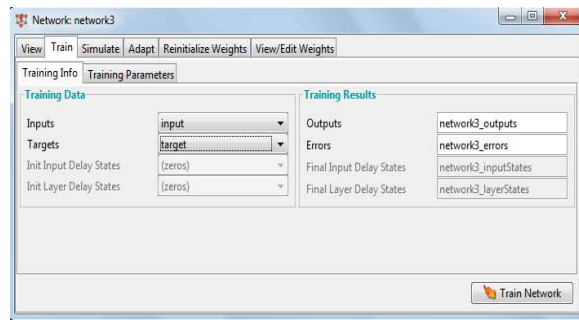 Network: network3
View Train Simulate Adapt Reinitialize Weights View/Edit Weights
Training Info Training Parameters
Training Data
Inputs input
Targets target
Init Input Delay States (zeros)
Init Layer Delay States (zeros)
Training Results
Outputs network3_outputs
Errors network3_errors
Final Input Delay States network3_inputStates
Final Layer Delay States network3_layerStates
Train Network